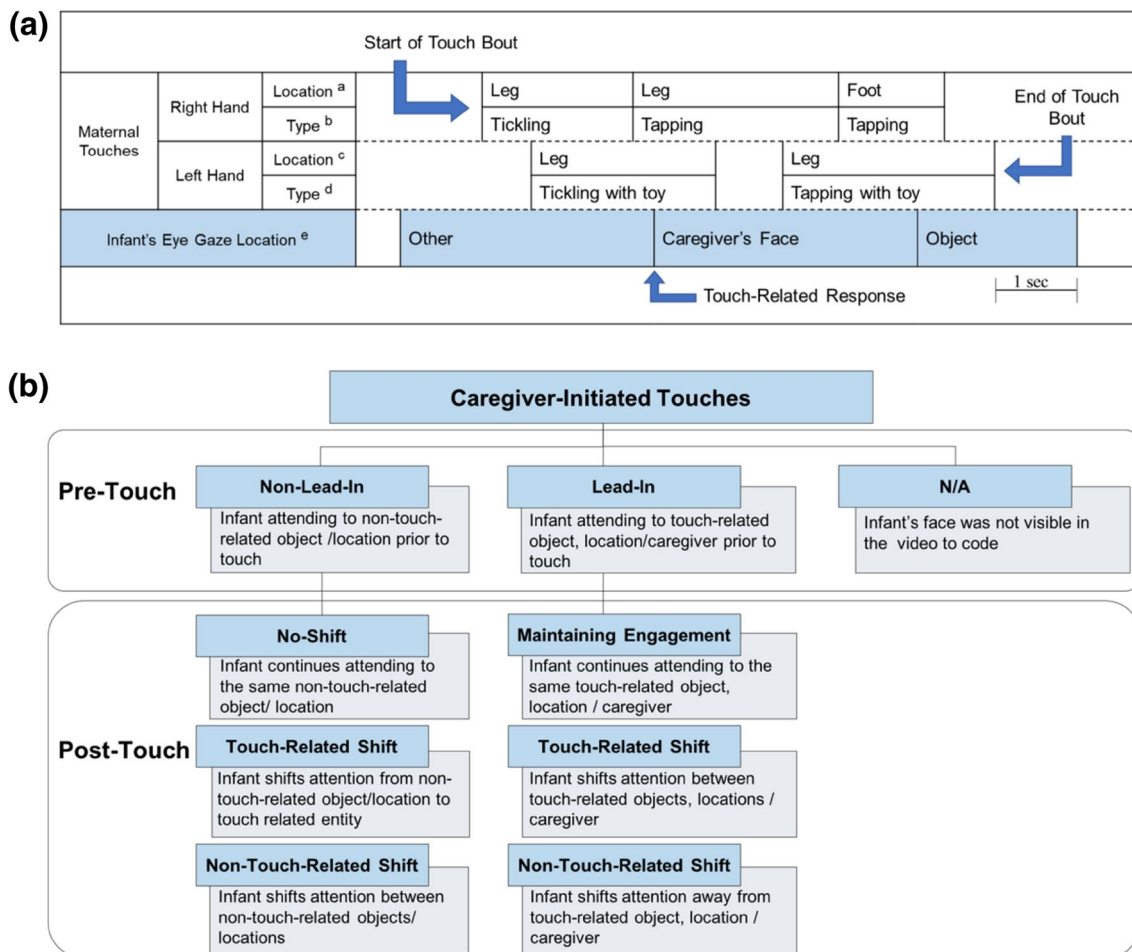 (a)
Start of Touch Bout
End of Touch
Bout
Maternal
Touches
Right Hand
Location a
Leg
Leg
Foot
Type b
Tickling
Tapping
Tapping
Left Hand
Location c
Leg
Leg
Type d
Tickling with toy
Tapping with toy
Infant's Eye Gaze Location e
Other
Caregiver's Face
Object
Touch-Related Response
1 sec
(b)
Caregiver-Initiated Touches
Pre-Touch
Non-Lead-In
Infant attending to non-touch-
related object /location prior to
touch
Lead-In
Infant attending to touch-related
object, location/caregiver prior to
touch
N/A
Infant's face was not visible in
the video to code
Post-Touch
No-Shift
Infant continues attending to
the same non-touch-related
object/ location
Maintaining Engagement
Infant continues attending to the
same touch-related object,
location / caregiver
Touch-Related Shift
Infant shifts attention from non-
touch-related object/location to
touch related entity
Touch-Related Shift
Infant shifts attention between
touch-related objects, locations /
caregiver
Non-Touch-Related Shift
Infant shifts attention between
non-touch-related objects/
locations
Non-Touch-Related Shift
Infant shifts attention away from
touch-related object, location /
caregiver